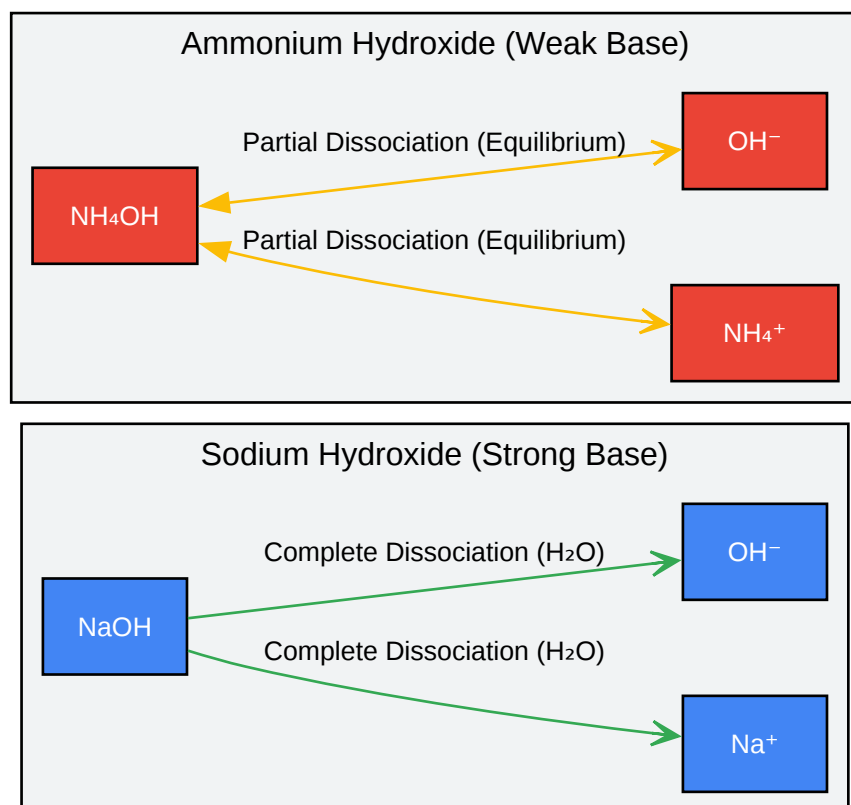 Ammonium Hydroxide (Weak Base)
Partial Dissociation (Equilibrium)
OH⁻
NH₄OH
Partial Dissociation (Equilibrium)
NH₄⁺
Sodium Hydroxide (Strong Base)
Complete Dissociation (H₂O)
OH⁻
NaOH
Complete Dissociation (H₂O)
Na⁺